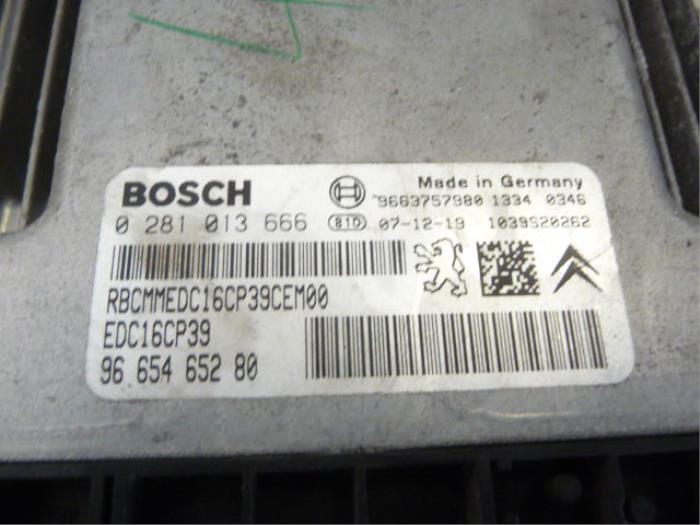 BOSCH
Made in Germany
9663757980 1334 0346
0 281 013 666 810 07-12-19 1039S20262
RBCMMEDC16CP39CEM00
EDC16CP39
96 654 652 80